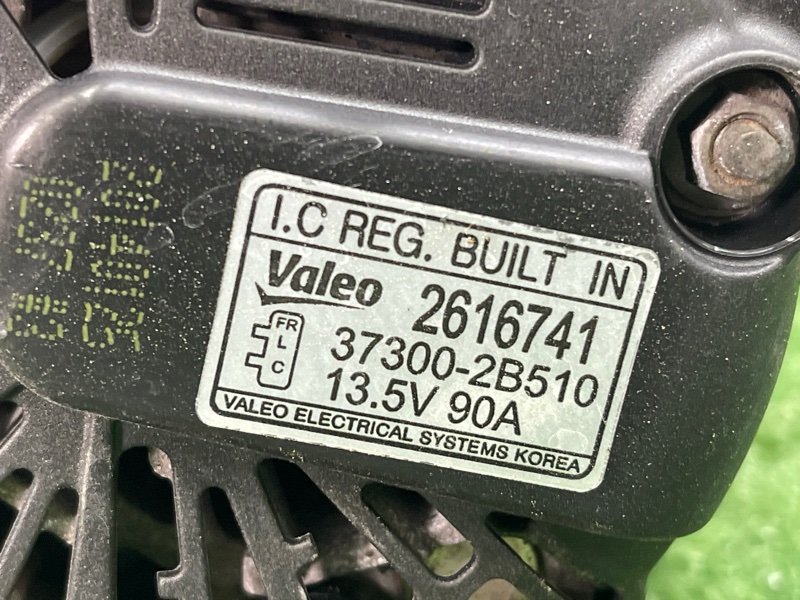 I.C REG. BUILT IN
Valeo 2616741
FR
L
C
37300-2B510
13.5V 90A
VALEO ELECTRICAL SYSTEMS KOREA